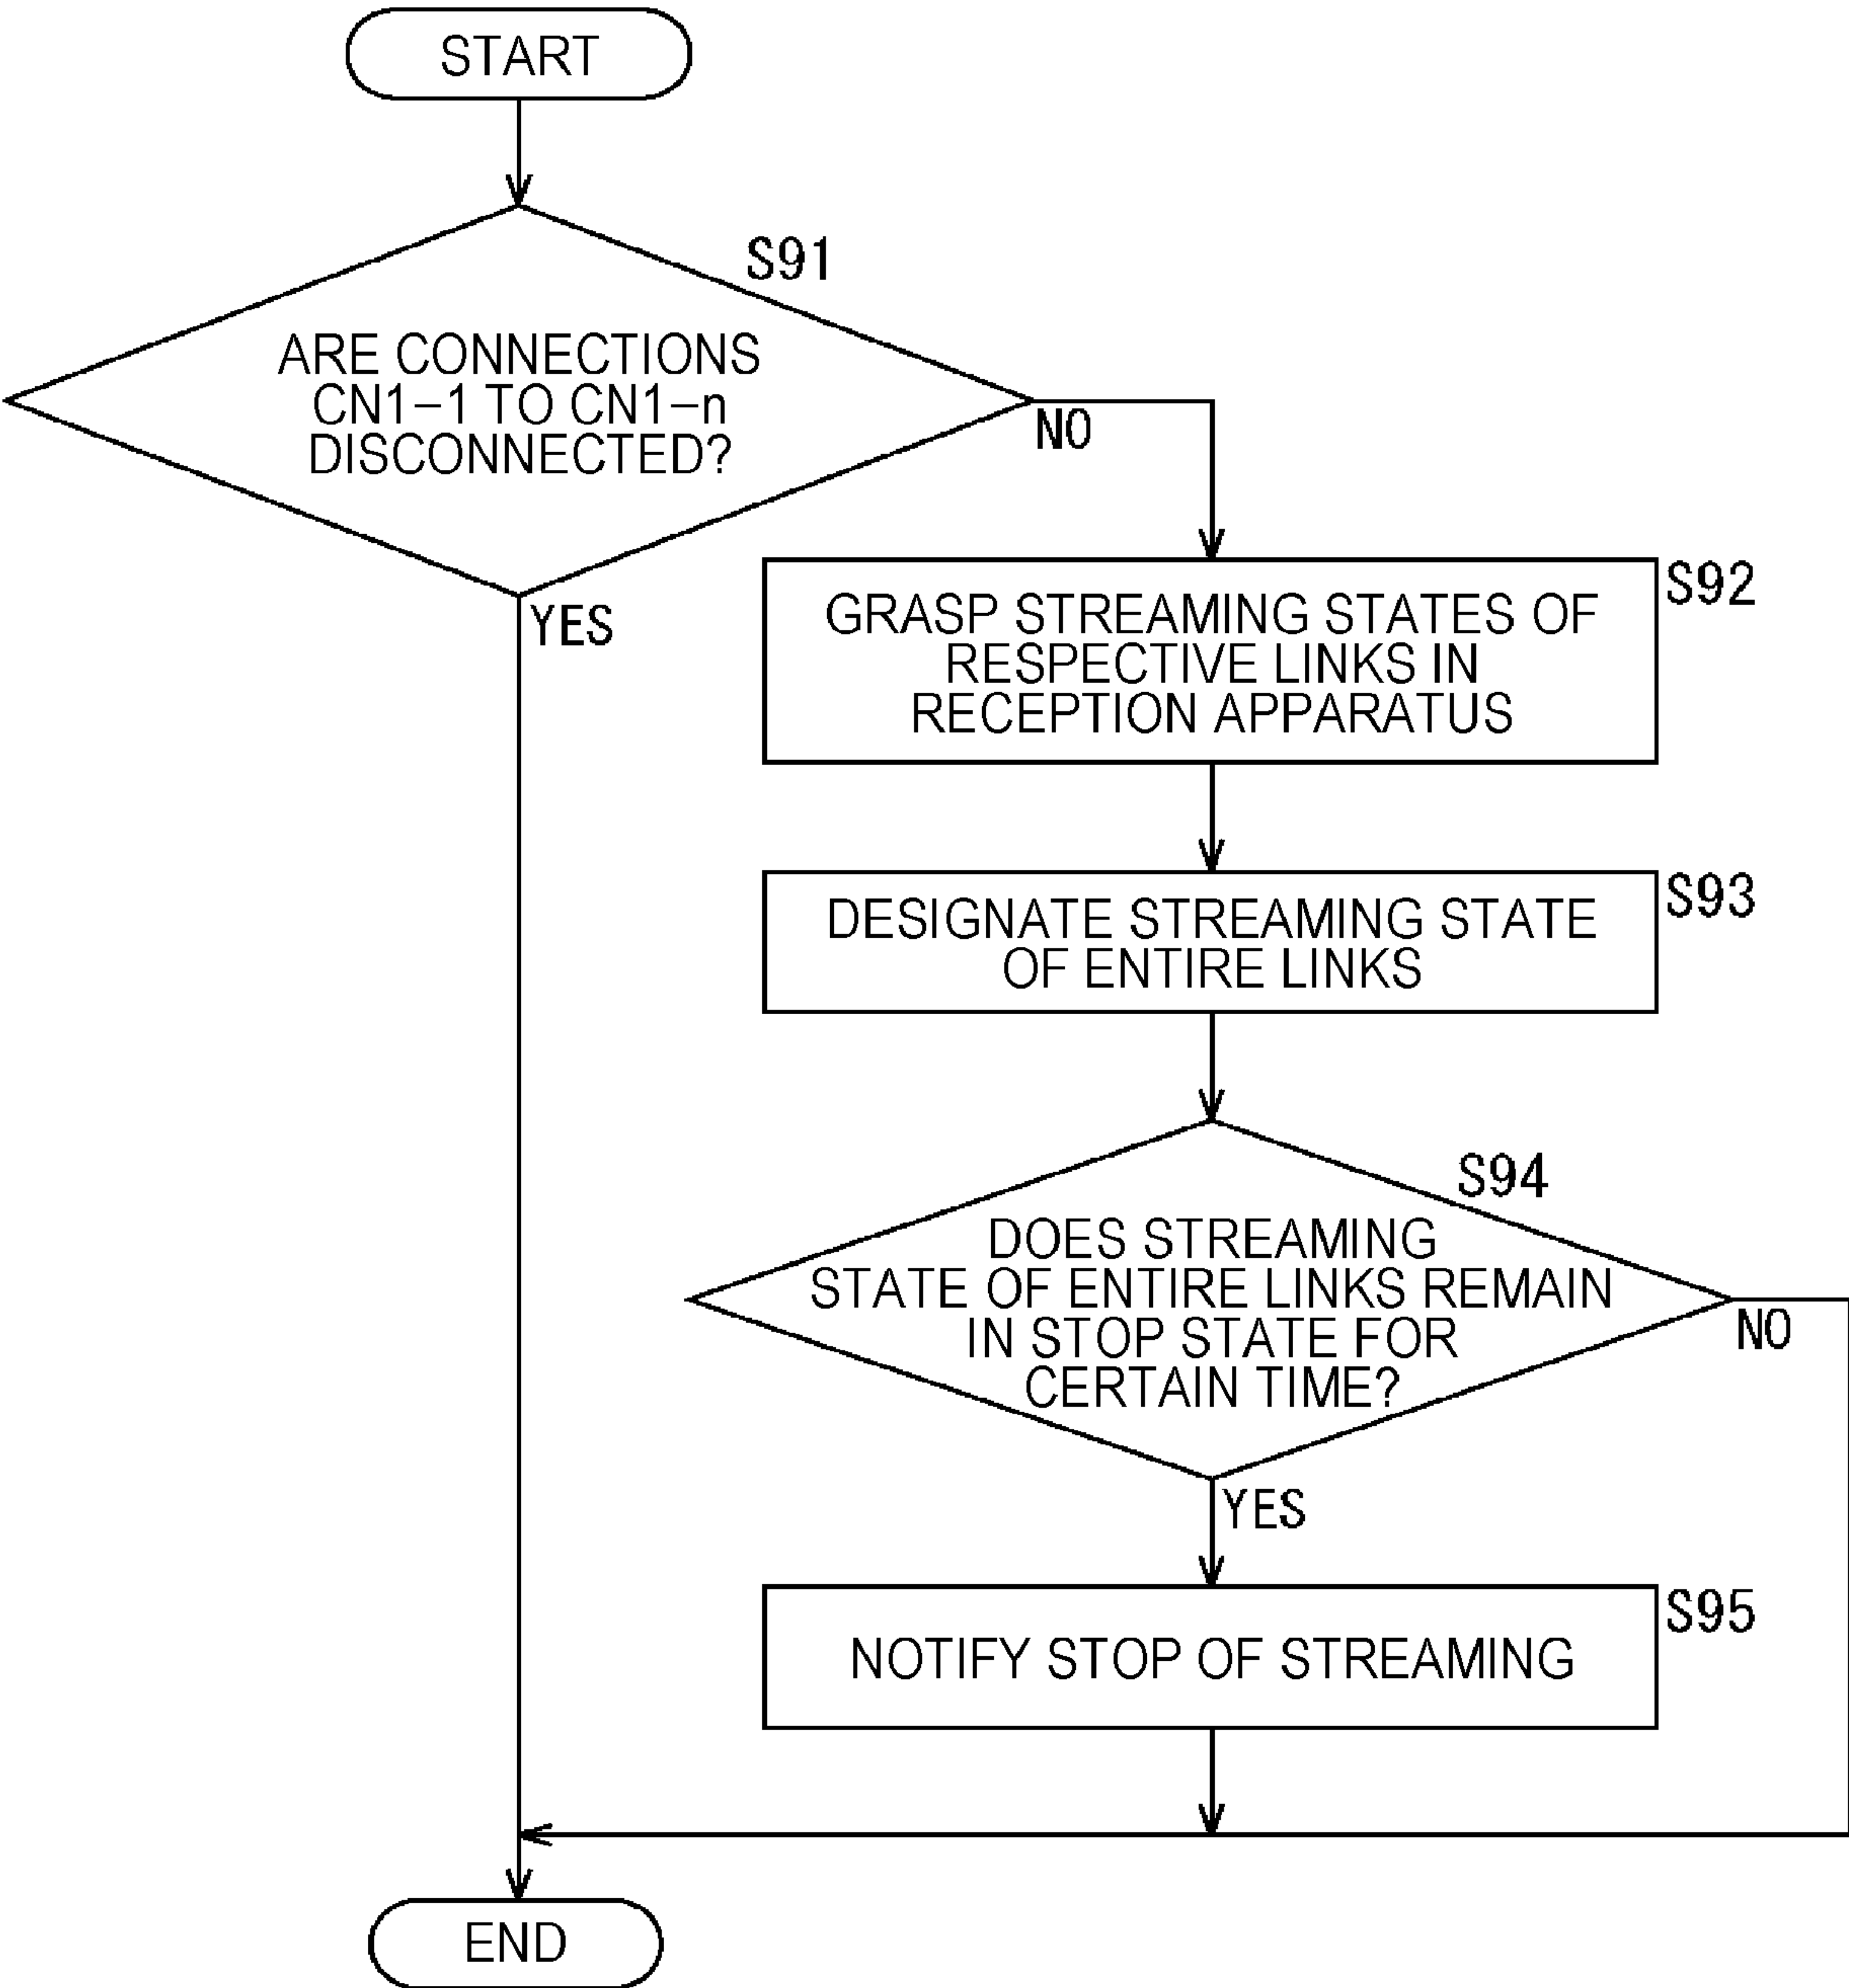 START
S91
ARE CONNECTIONS
CN1-1 TO CN1-n
DISCONNECTED?
NO
YES
S92
GRASP STREAMING STATES OF
RESPECTIVE LINKS IN
RECEPTION APPARATUS
S93
DESIGNATE STREAMING STATE
OF ENTIRE LINKS
S94
DOES STREAMING
STATE OF ENTIRE LINKS REMAIN
IN STOP STATE FOR
CERTAIN TIME?
NO
YES
S95
NOTIFY STOP OF STREAMING
END